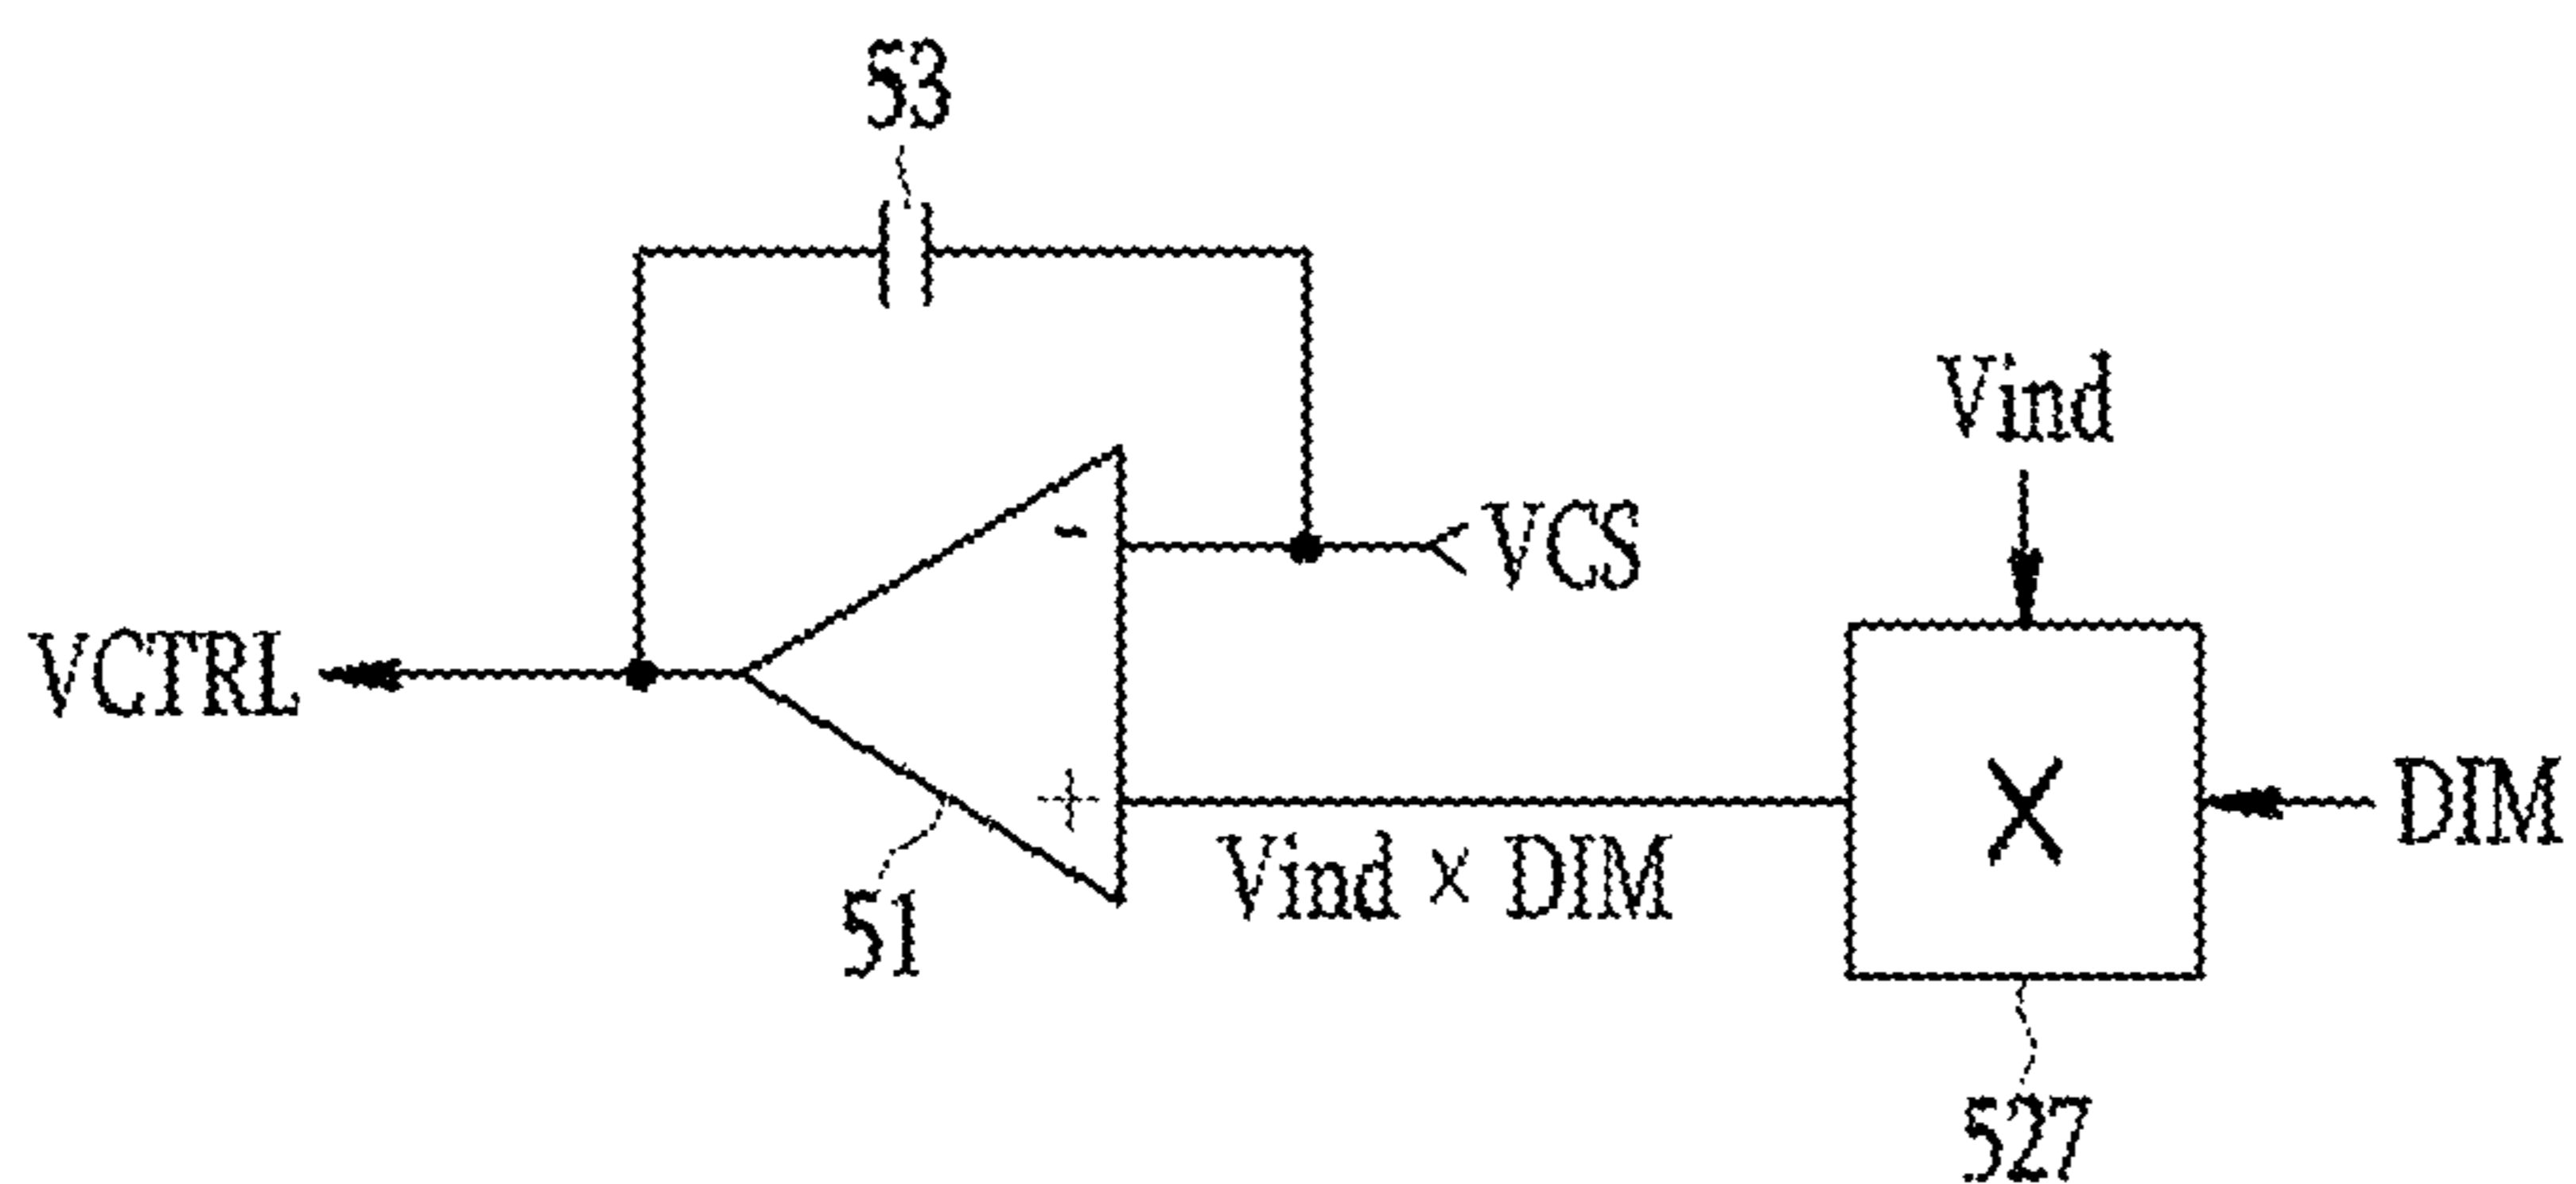 53
Vind
VCS
VCTRL
-
+
X
DIM
Vind × DIM
51
527